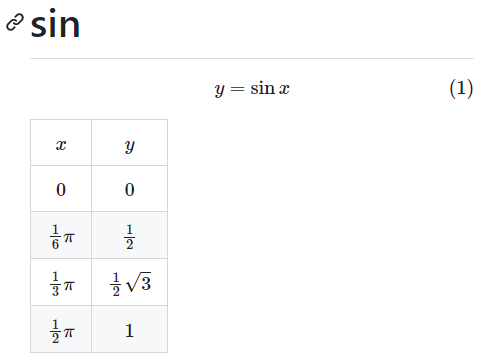 sin
y = sin x (1)
x y
0 0
1/6 π 1/2
1/3 π 1/2 √3
1/2 π 1